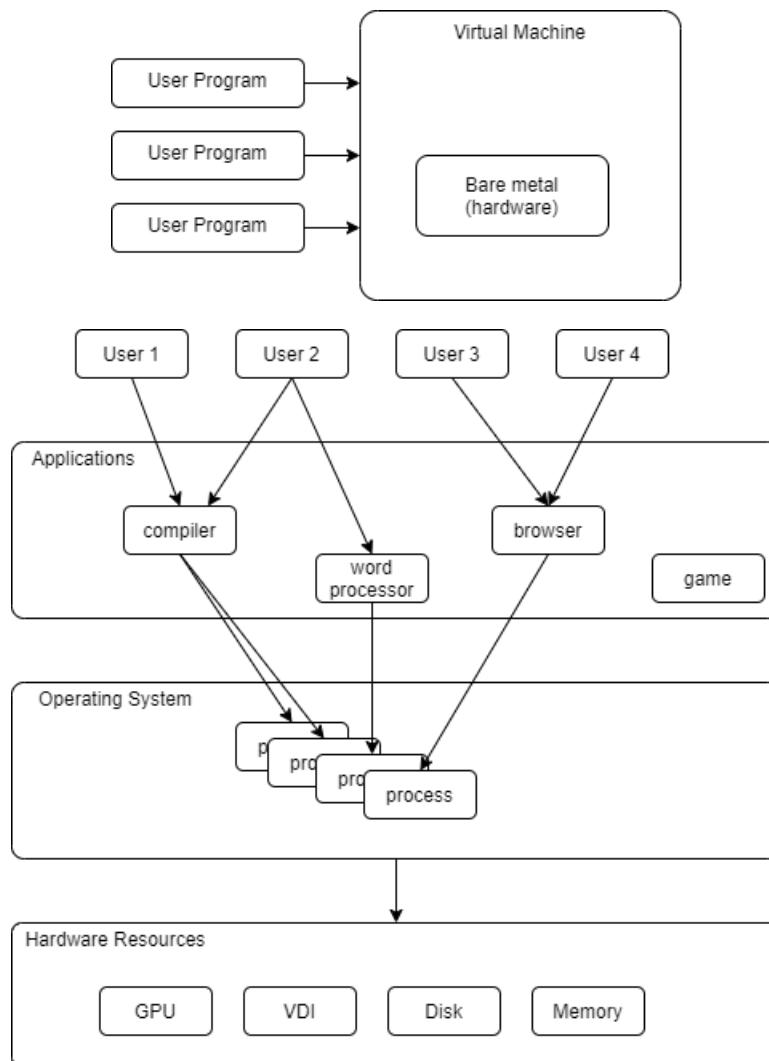 Virtual Machine
User Program
User Program
User Program
Bare metal
(hardware)
User 1
User 2
User 3
User 4
Applications
compiler
browser
word
processor
game
Operating System
process
Hardware Resources
GPU
VDI
Disk
Memory